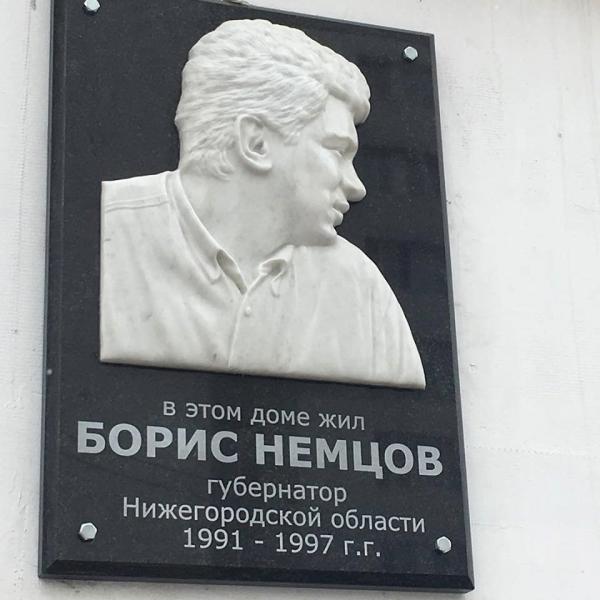 в этом доме жил
БОРИС НЕМЦОВ
губернатор
Нижегородской области
1991 - 1997 г.г.